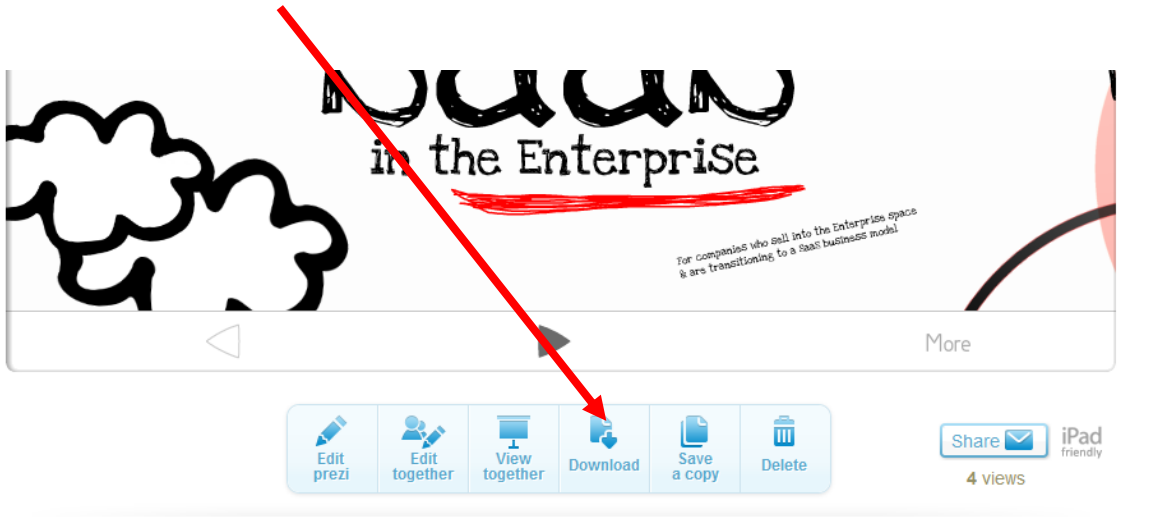 in the Enterprise
For companies who sell into the Enterprise space
& are transitioning to a SaaS business model
More
Edit prezi
Edit together
View together
Download
Save a copy
Delete
Share
iPad friendly
4 views